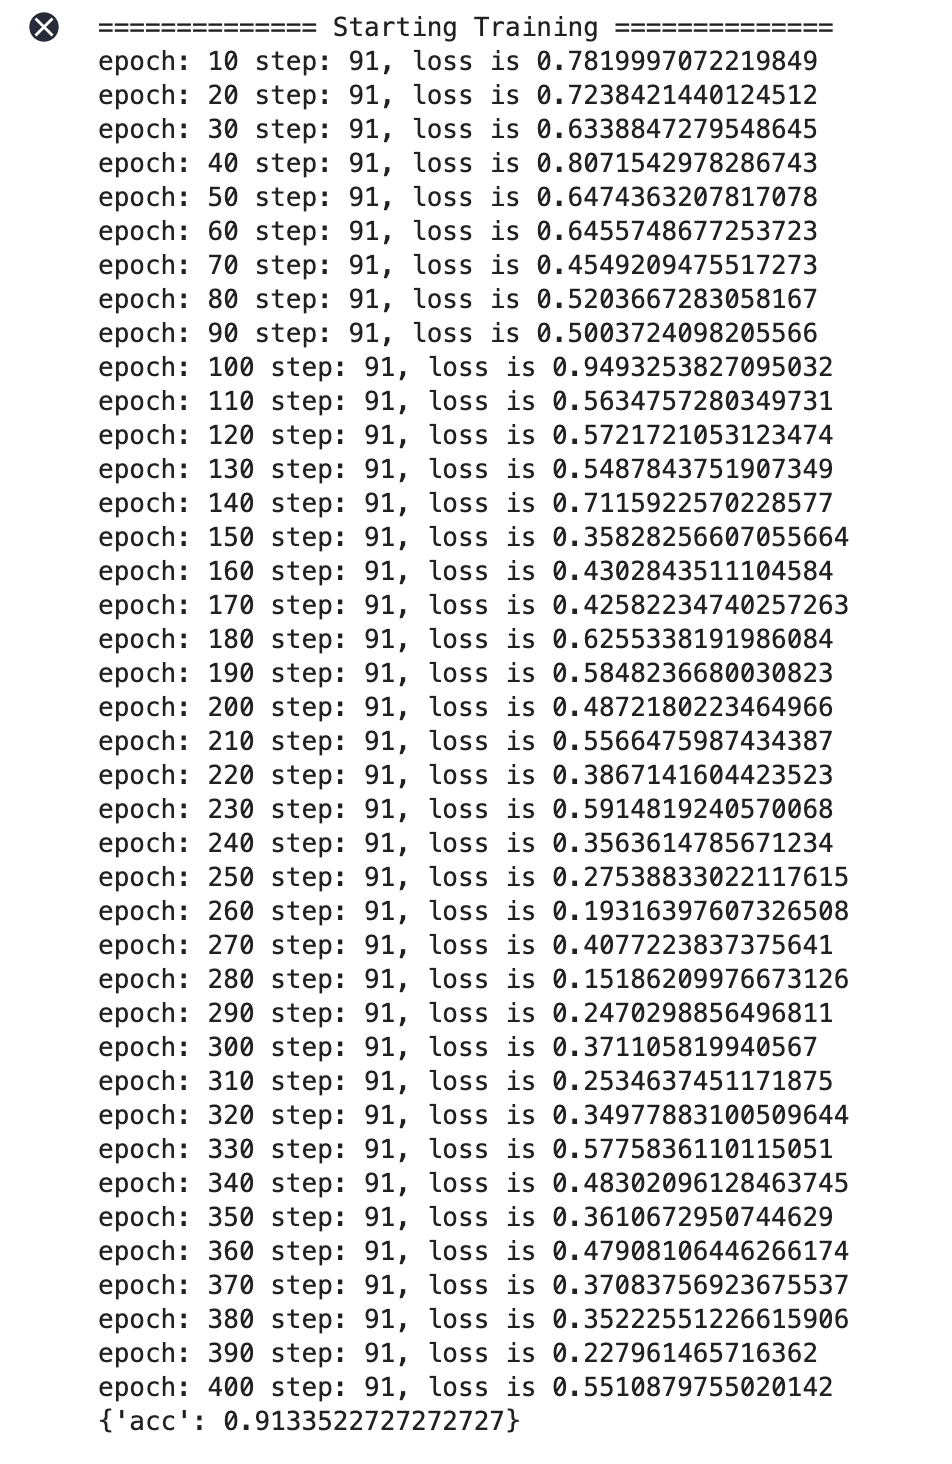 ============== Starting Training ==============
epoch: 10 step: 91, loss is 0.7819997072219849
epoch: 20 step: 91, loss is 0.7238421440124512
epoch: 30 step: 91, loss is 0.6338847279548645
epoch: 40 step: 91, loss is 0.8071542978286743
epoch: 50 step: 91, loss is 0.6474363207817078
epoch: 60 step: 91, loss is 0.6455748677253723
epoch: 70 step: 91, loss is 0.4549209475517273
epoch: 80 step: 91, loss is 0.5203667283058167
epoch: 90 step: 91, loss is 0.5003724098205566
epoch: 100 step: 91, loss is 0.9493253827095032
epoch: 110 step: 91, loss is 0.5634757280349731
epoch: 120 step: 91, loss is 0.5721721053123474
epoch: 130 step: 91, loss is 0.5487843751907349
epoch: 140 step: 91, loss is 0.7115922570228577
epoch: 150 step: 91, loss is 0.35828256607055664
epoch: 160 step: 91, loss is 0.4302843511104584
epoch: 170 step: 91, loss is 0.42582234740257263
epoch: 180 step: 91, loss is 0.6255338191986084
epoch: 190 step: 91, loss is 0.5848236680030823
epoch: 200 step: 91, loss is 0.4872180223464966
epoch: 210 step: 91, loss is 0.5566475987434387
epoch: 220 step: 91, loss is 0.3867141604423523
epoch: 230 step: 91, loss is 0.5914819240570068
epoch: 240 step: 91, loss is 0.3563614785671234
epoch: 250 step: 91, loss is 0.27538833022117615
epoch: 260 step: 91, loss is 0.19316397607326508
epoch: 270 step: 91, loss is 0.4077223837375641
epoch: 280 step: 91, loss is 0.15186209976673126
epoch: 290 step: 91, loss is 0.2470298856496811
epoch: 300 step: 91, loss is 0.371105819940567
epoch: 310 step: 91, loss is 0.2534637451171875
epoch: 320 step: 91, loss is 0.34977883100509644
epoch: 330 step: 91, loss is 0.5775836110115051
epoch: 340 step: 91, loss is 0.48302096128463745
epoch: 350 step: 91, loss is 0.3610672950744629
epoch: 360 step: 91, loss is 0.47908106446266174
epoch: 370 step: 91, loss is 0.37083756923675537
epoch: 380 step: 91, loss is 0.35222551226615906
epoch: 390 step: 91, loss is 0.227961465716362
epoch: 400 step: 91, loss is 0.5510879755020142
{'acc': 0.9133522727272727}